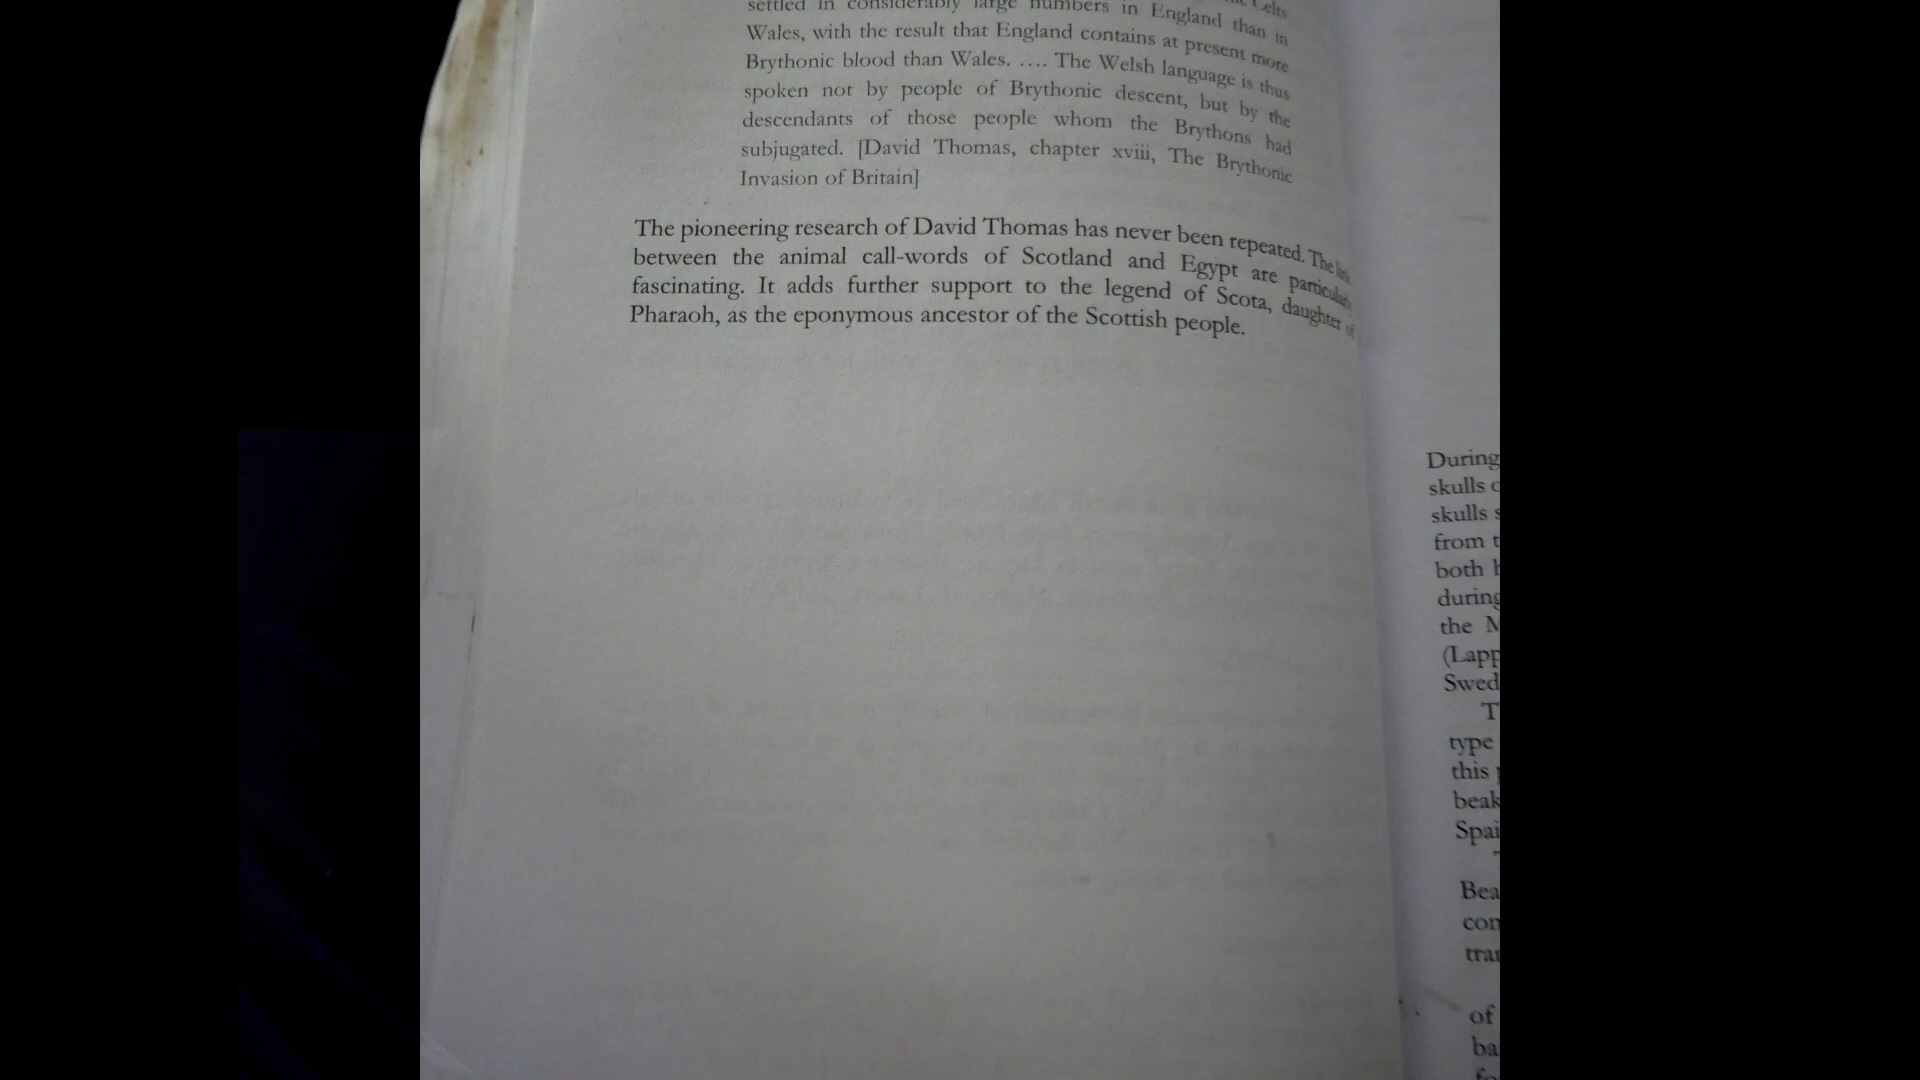 Celts
settled in considerably large numbers in England than in
Wales, with the result that England contains at present more
Brythonic blood than Wales. …. The Welsh language is thus
spoken not by people of Brythonic descent, but by the
descendants of those people whom the Brythons had
subjugated. [David Thomas, chapter xviii, The Brythonic
Invasion of Britain]
The pioneering research of David Thomas has never been repeated. The
between the animal call-words of Scotland and Egypt are particularly
fascinating. It adds further support to the legend of Scota, daughter of
Pharaoh, as the eponymous ancestor of the Scottish people.
During
skulls
skulls
from
both
during
the
(Lapp
Swed
T
type
this
beak
Spai
Bea
con
tran
of
ba
fo